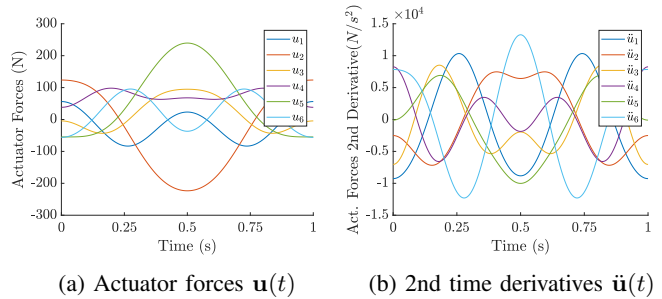 300
200
100
0
-100
-200
-300
Actuator Forces (N)
0
0.25
0.5
0.75
1
Time (s)
u₁
u₂
u₃
u₄
u₅
u₆
(a) Actuator forces u(t)
×10⁴
1.5
1
0.5
0
-0.5
-1
-1.5
Act. Forces 2nd Derivative(N/s²)
0
0.25
0.5
0.75
1
Time (s)
ü₁
ü₂
ü₃
ü₄
ü₅
ü₆
(b) 2nd time derivatives ü(t)